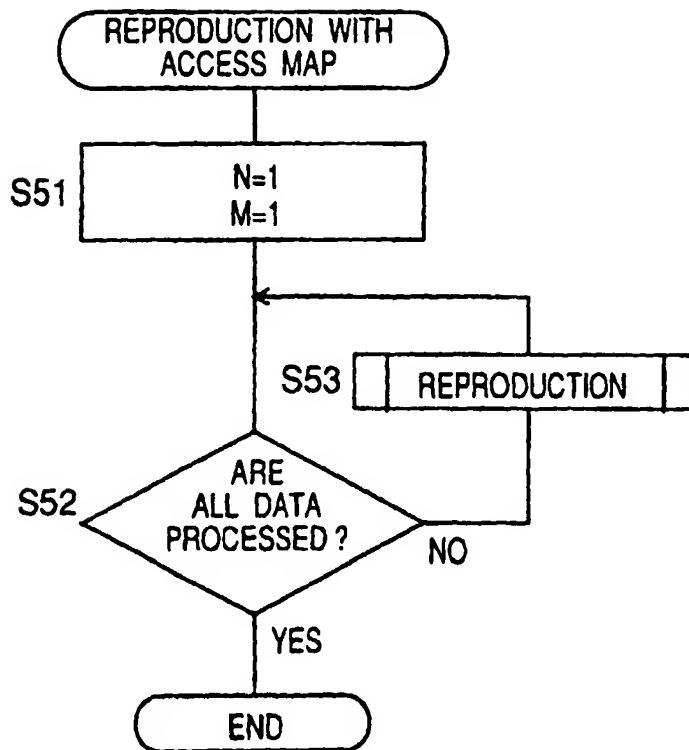 REPRODUCTION WITH
ACCESS MAP
S51
N=1
M=1
S53
REPRODUCTION
S52
ARE
ALL DATA
PROCESSED ?
NO
YES
END